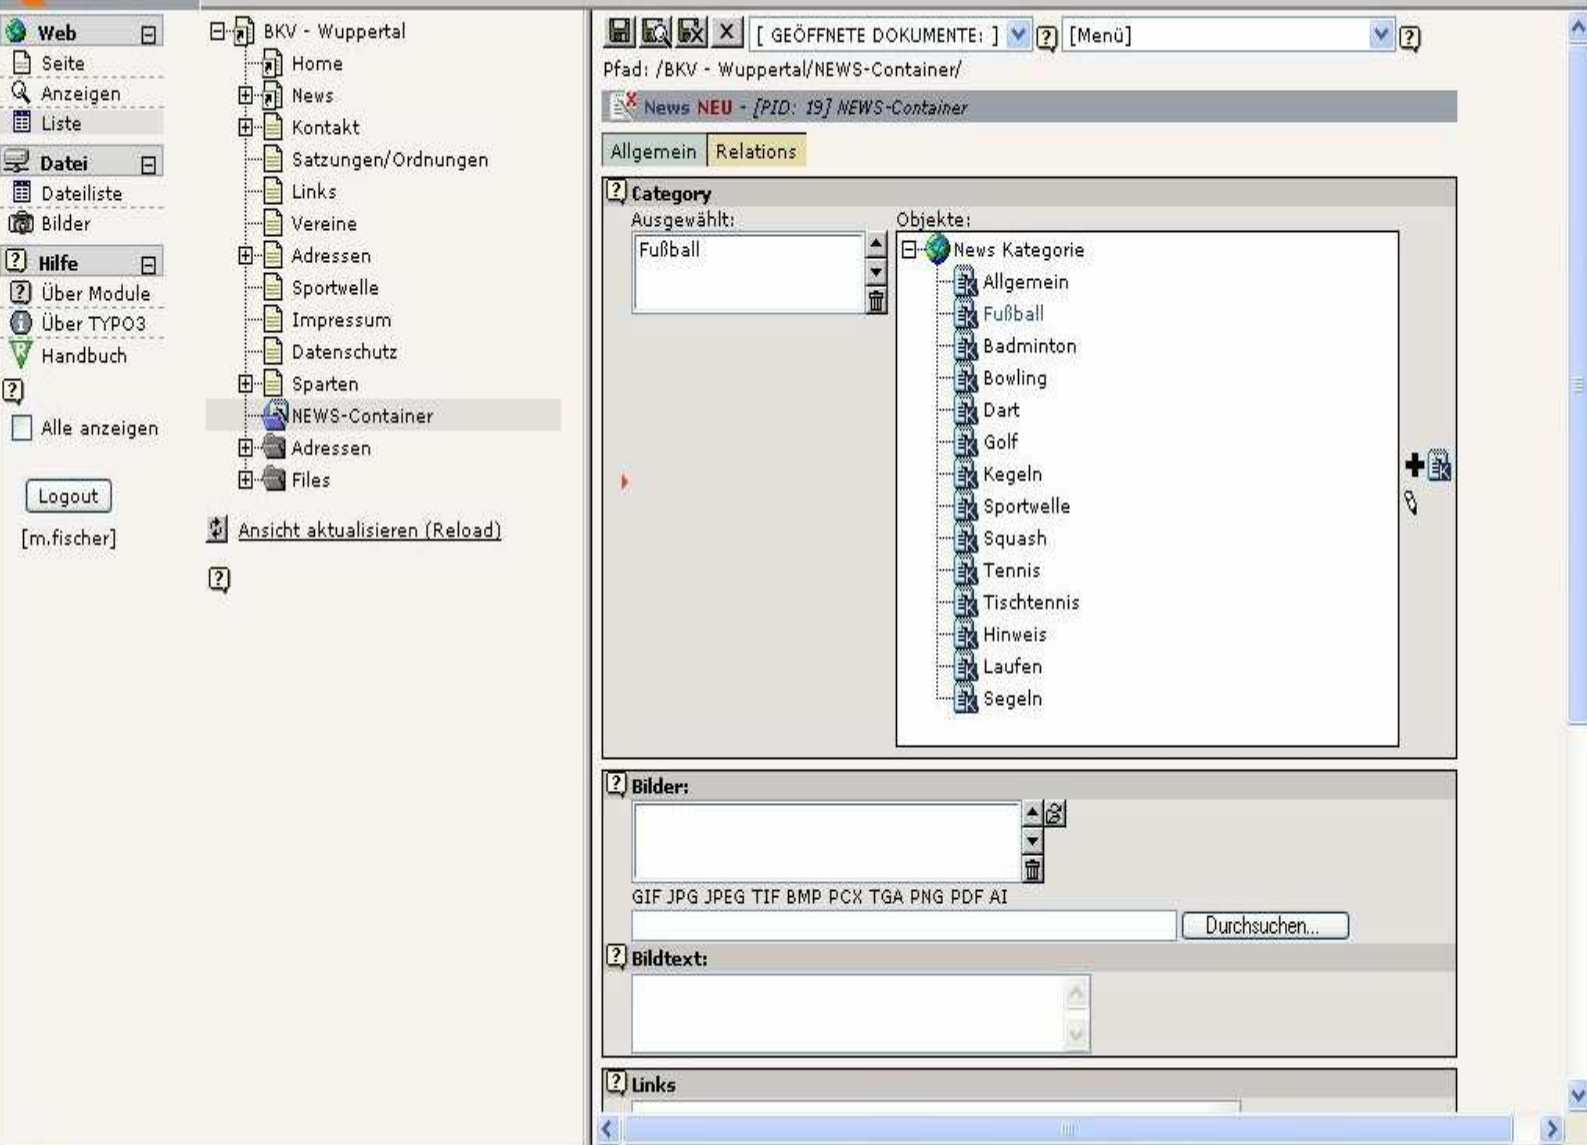 Web
Seite
Anzeigen
Liste
Datei
Dateiliste
Bilder
Hilfe
Über Module
Über TYPO3
Handbuch
Alle anzeigen
Logout
[m.fischer]
BKV - Wuppertal
Home
News
Kontakt
Satzungen/Ordnungen
Links
Vereine
Adressen
Sportwelle
Impressum
Datenschutz
Sparten
NEWS-Container
Adressen
Files
Ansicht aktualisieren (Reload)
[ GEÖFFNETE DOKUMENTE: ] [Menü]
Pfad: /BKV - Wuppertal/NEWS-Container/
News NEU - [PID: 19] NEWS-Container
Allgemein Relations
Category
Ausgewählt: Objekte:
Fußball
News Kategorie
Allgemein
Fußball
Badminton
Bowling
Dart
Golf
Kegeln
Sportwelle
Squash
Tennis
Tischtennis
Hinweis
Laufen
Segeln
Bilder:
GIF JPG JPEG TIF BMP PCX TGA PNG PDF AI
Durchsuchen...
Bildtext:
Links